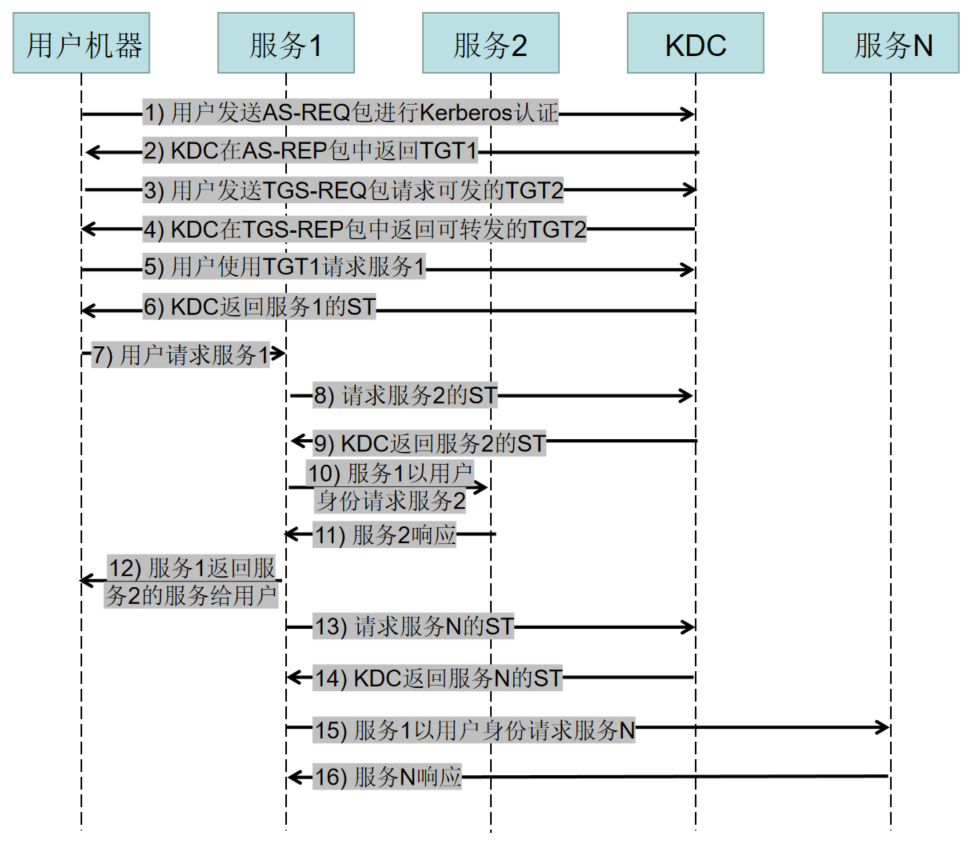 用户机器
服务1
服务2
KDC
服务N
1) 用户发送AS-REQ包进行Kerberos认证
2) KDC在AS-REP包中返回TGT1
3) 用户发送TGS-REQ包请求可发的TGT2
4) KDC在TGS-REP包中返回可转发的TGT2
5) 用户使用TGT1请求服务1
6) KDC返回服务1的ST
7) 用户请求服务1
8) 请求服务2的ST
9) KDC返回服务2的ST
10) 服务1以用户
身份请求服务2
11) 服务2响应
12) 服务1返回服
务2的服务给用户
13) 请求服务N的ST
14) KDC返回服务N的ST
15) 服务1以用户身份请求服务N
16) 服务N响应